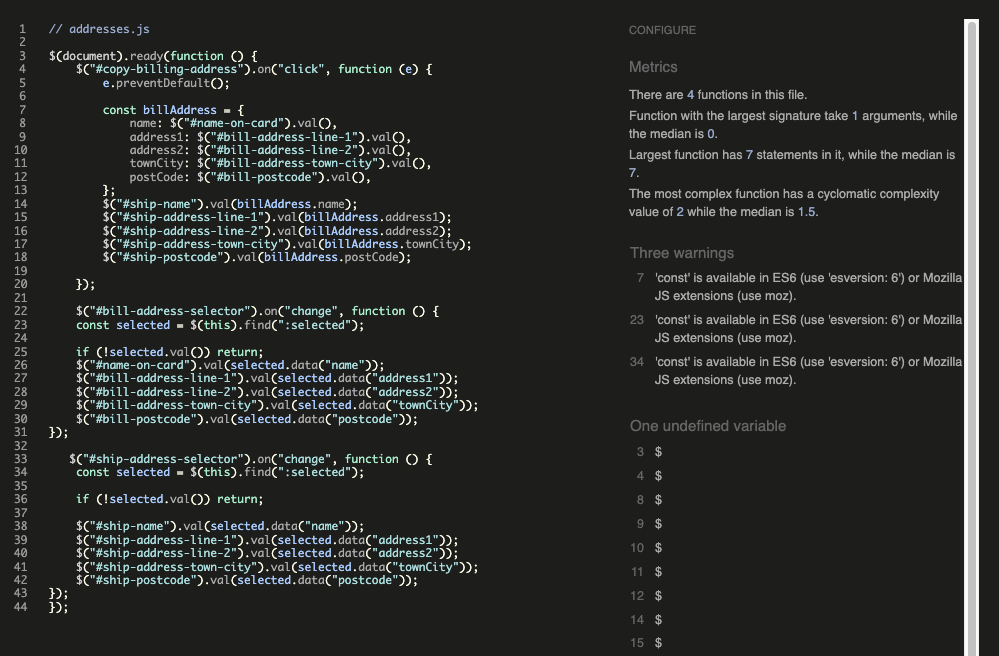 1 // addresses.js
2
3 $(document).ready(function () {
4 $("#copy-billing-address").on("click", function (e) {
5 e.preventDefault();
6
7 const billAddress = {
8 name: $("#name-on-card").val(),
9 address1: $("#bill-address-line-1").val(),
10 address2: $("#bill-address-line-2").val(),
11 townCity: $("#bill-address-town-city").val(),
12 postCode: $("#bill-postcode").val(),
13 };
14 $("#ship-name").val(billAddress.name);
15 $("#ship-address-line-1").val(billAddress.address1);
16 $("#ship-address-line-2").val(billAddress.address2);
17 $("#ship-address-town-city").val(billAddress.townCity);
18 $("#ship-postcode").val(billAddress.postCode);
19
20 });
21
22 $("#bill-address-selector").on("change", function () {
23 const selected = $(this).find(":selected");
24
25 if (!selected.val()) return;
26 $("#name-on-card").val(selected.data("name"));
27 $("#bill-address-line-1").val(selected.data("address1"));
28 $("#bill-address-line-2").val(selected.data("address2"));
29 $("#bill-address-town-city").val(selected.data("townCity"));
30 $("#bill-postcode").val(selected.data("postcode"));
31 });
32
33 $("#ship-address-selector").on("change", function () {
34 const selected = $(this).find(":selected");
35
36 if (!selected.val()) return;
37
38 $("#ship-name").val(selected.data("name"));
39 $("#ship-address-line-1").val(selected.data("address1"));
40 $("#ship-address-line-2").val(selected.data("address2"));
41 $("#ship-address-town-city").val(selected.data("townCity"));
42 $("#ship-postcode").val(selected.data("postcode"));
43 });
44 });
CONFIGURE
Metrics
There are 4 functions in this file.
Function with the largest signature take 1 arguments, while
the median is 0.
Largest function has 7 statements in it, while the median is
7.
The most complex function has a cyclomatic complexity
value of 2 while the median is 1.5.
Three warnings
7 'const' is available in ES6 (use 'esversion: 6') or Mozilla
JS extensions (use moz).
23 'const' is available in ES6 (use 'esversion: 6') or Mozilla
JS extensions (use moz).
34 'const' is available in ES6 (use 'esversion: 6') or Mozilla
JS extensions (use moz).
One undefined variable
3 $
4 $
8 $
9 $
10 $
11 $
12 $
14 $
15 $